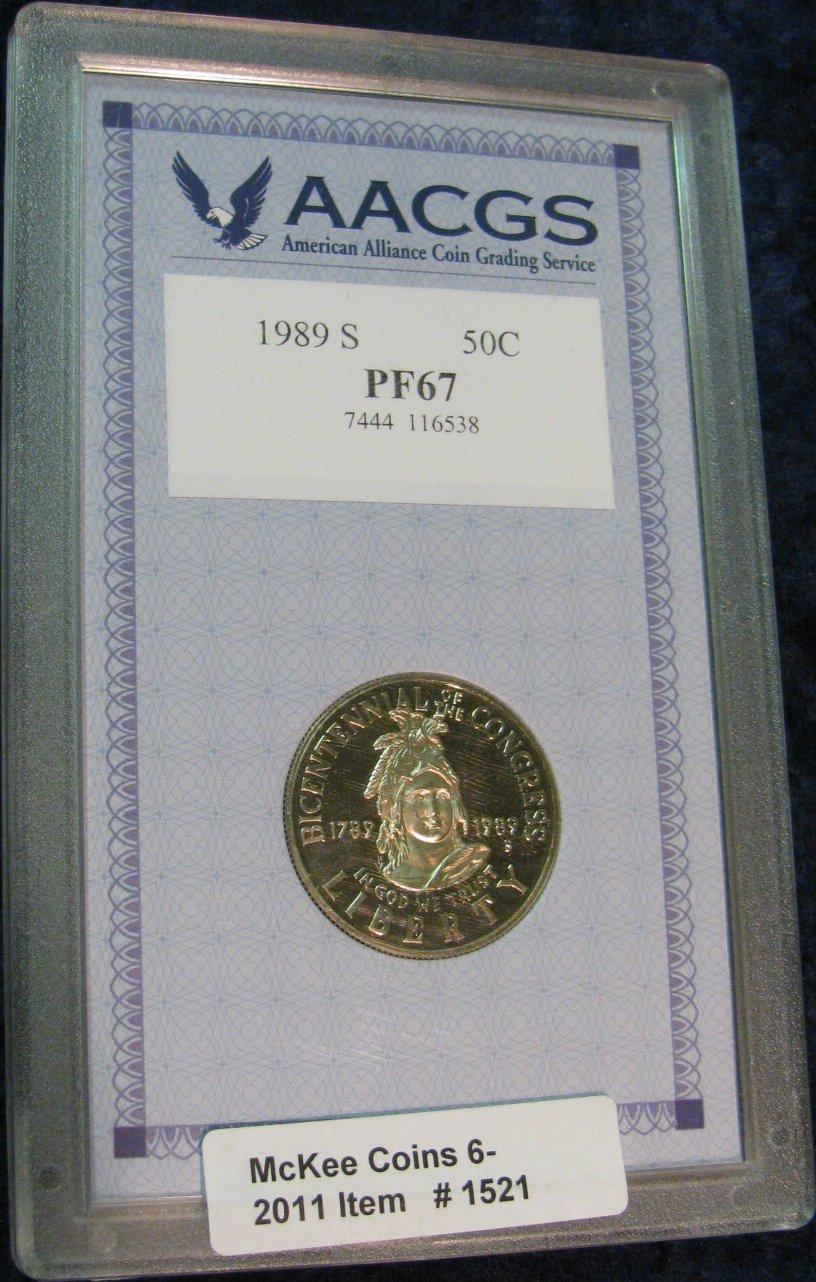 AACGS
American Alliance Coin Grading Service
1989 S 50C
PF67
7444 116538
BICENTENNIAL OF THE CONGRESS
1789 1989
S
IN GOD WE TRUST
LIBERTY
McKee Coins 6-
2011 Item # 1521